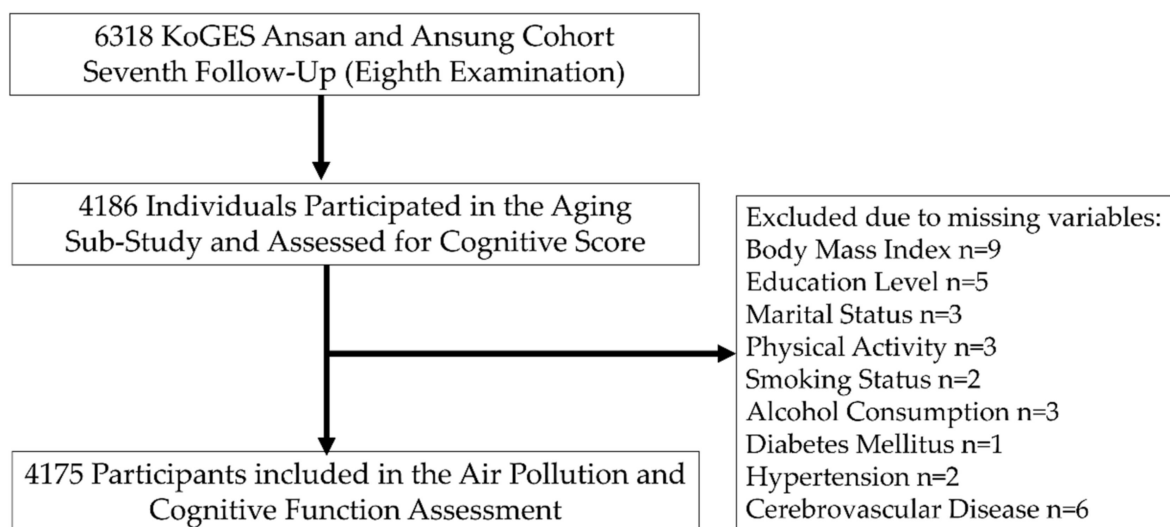 6318 KoGES Ansan and Ansung Cohort
Seventh Follow-Up (Eighth Examination)
4186 Individuals Participated in the Aging
Sub-Study and Assessed for Cognitive Score
Excluded due to missing variables:
Body Mass Index n=9
Education Level n=5
Marital Status n=3
Physical Activity n=3
Smoking Status n=2
Alcohol Consumption n=3
Diabetes Mellitus n=1
Hypertension n=2
Cerebrovascular Disease n=6
4175 Participants included in the Air Pollution and
Cognitive Function Assessment